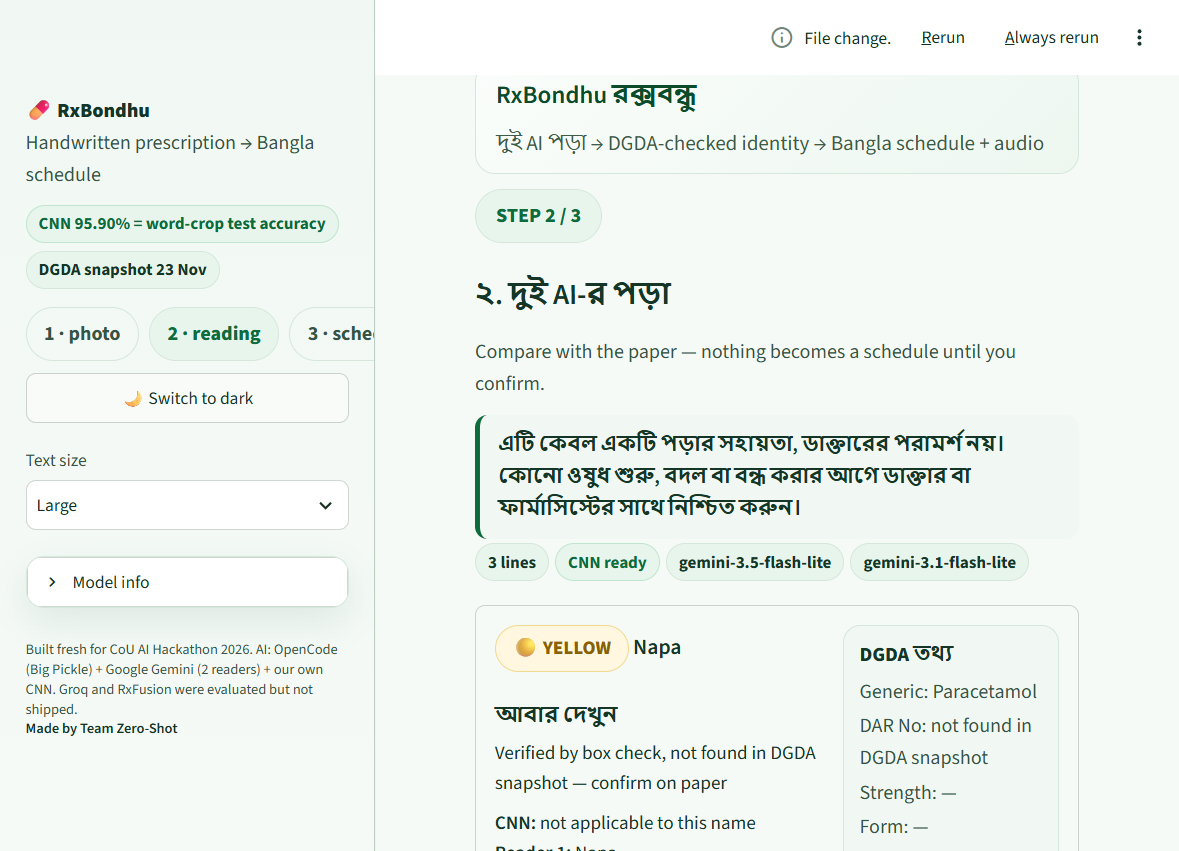 File change. Rerun Always rerun
RxBondhu
Handwritten prescription → Bangla
schedule
CNN 95.90% = word-crop test accuracy
DGDA snapshot 23 Nov
1 · photo 2 · reading 3 · sche
Switch to dark
Text size
Large
Model info
Built fresh for CoU AI Hackathon 2026. AI: OpenCode
(Big Pickle) + Google Gemini (2 readers) + our own
CNN. Groq and RxFusion were evaluated but not
shipped.
Made by Team Zero-Shot
RxBondhu রক্সবন্ধু
দুই AI পড়া → DGDA-checked identity → Bangla schedule + audio
STEP 2 / 3
২. দুই AI-র পড়া
Compare with the paper — nothing becomes a schedule until you
confirm.
এটি কেবল একটি পড়ার সহায়তা, ডাক্তারের পরামর্শ নয়।
কোনো ওষুধ শুরু, বদল বা বন্ধ করার আগে ডাক্তার বা
ফার্মাসিস্টের সাথে নিশ্চিত করুন।
3 lines CNN ready gemini-3.5-flash-lite gemini-3.1-flash-lite
YELLOW Napa
আবার দেখুন
Verified by box check, not found in DGDA
snapshot — confirm on paper
CNN: not applicable to this name
Reader 1: Napa
DGDA তথ্য
Generic: Paracetamol
DAR No: not found in
DGDA snapshot
Strength: —
Form: —